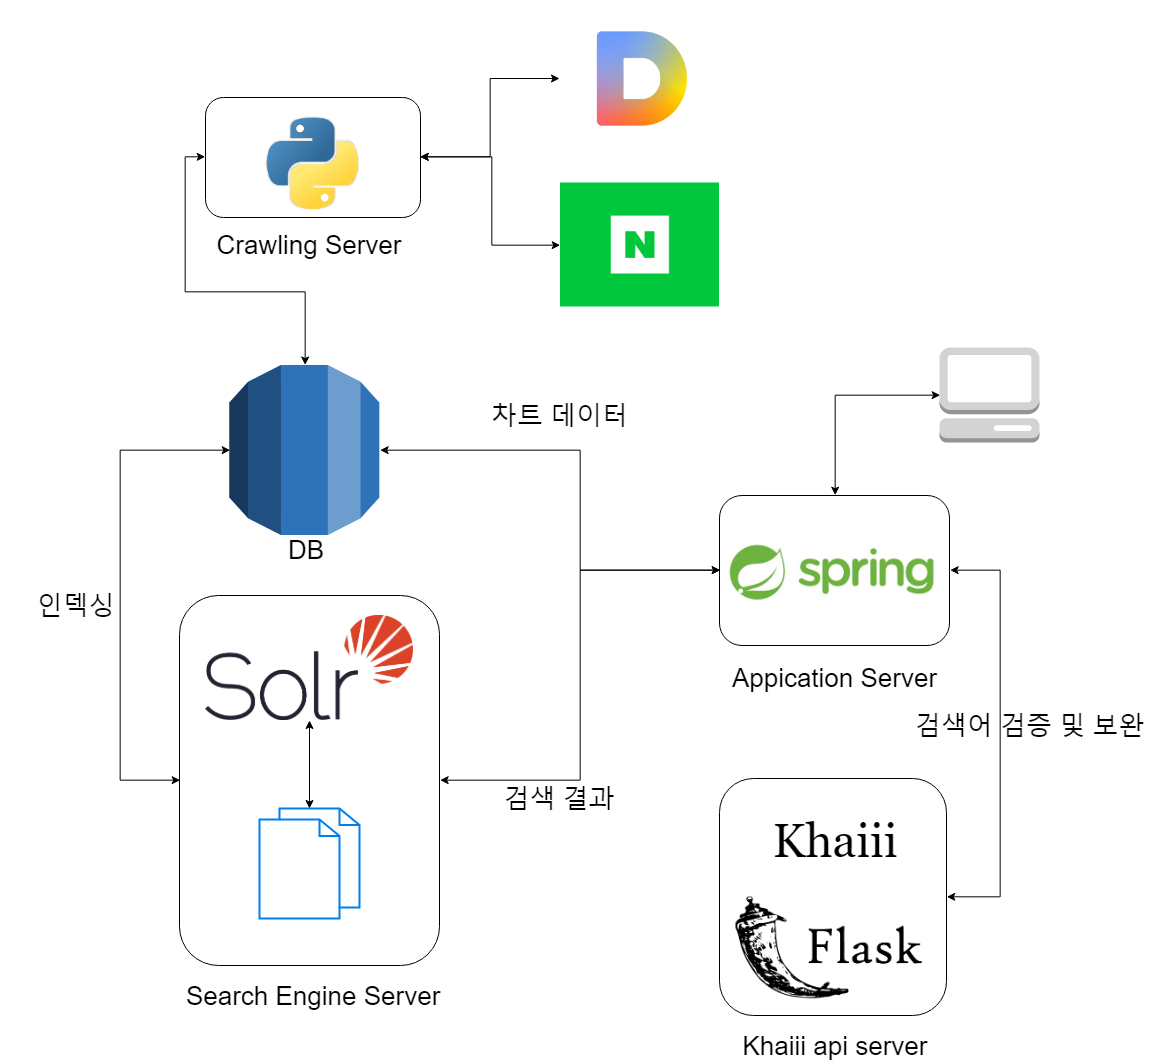 D
N
Crawling Server
차트 데이터
DB
spring
인덱싱
Solr
Appication Server
검색어 검증 및 보완
검색 결과
Khaiii
Flask
Search Engine Server
Khaiii api server